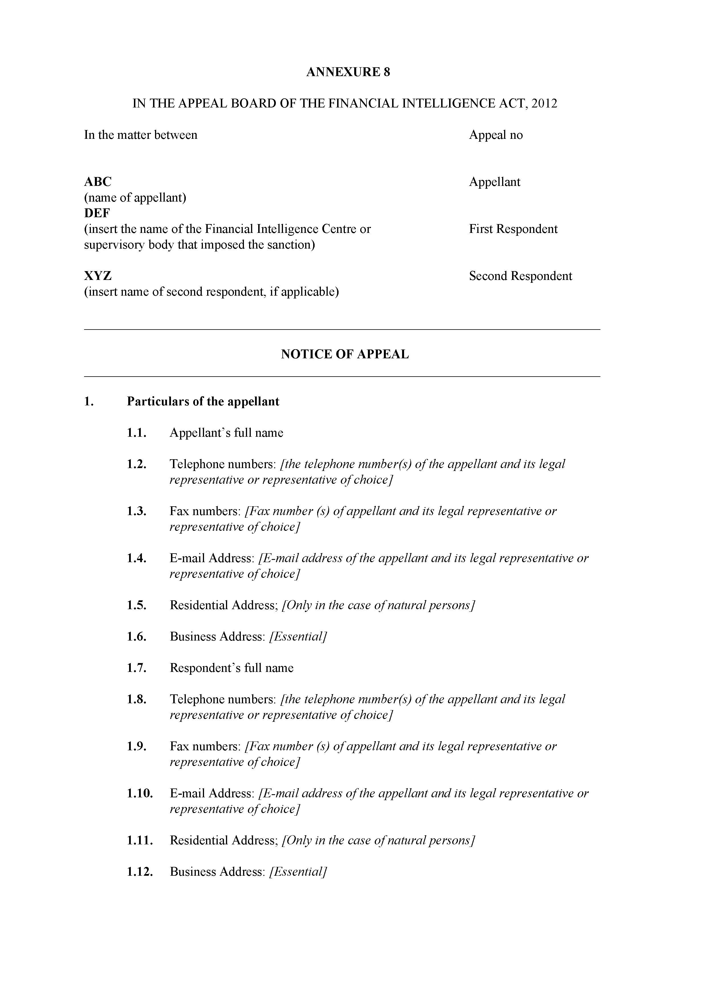 ANNEXURE 8
IN THE APPEAL BOARD OF THE FINANCIAL INTELLIGENCE ACT, 2012
In the matter between Appeal no
ABC Appellant
(name of appellant)
DEF
(insert the name of the Financial Intelligence Centre or First Respondent
supervisory body that imposed the sanction)
XYZ Second Respondent
(insert name of second respondent, if applicable)
NOTICE OF APPEAL
1. Particulars of the appellant
1.1. Appellant's full name
1.2. Telephone numbers: [the telephone number(s) of the appellant and its legal
representative or representative of choice]
1.3. Fax numbers: [Fax number (s) of appellant and its legal representative or
representative of choice]
1.4. E-mail Address: [E-mail address of the appellant and its legal representative or
representative of choice]
1.5. Residential Address; [Only in the case of natural persons]
1.6. Business Address: [Essential]
1.7. Respondent's full name
1.8. Telephone numbers: [the telephone number(s) of the appellant and its legal
representative or representative of choice]
1.9. Fax numbers: [Fax number (s) of appellant and its legal representative or
representative of choice]
1.10. E-mail Address: [E-mail address of the appellant and its legal representative or
representative of choice]
1.11. Residential Address; [Only in the case of natural persons]
1.12. Business Address: [Essential]